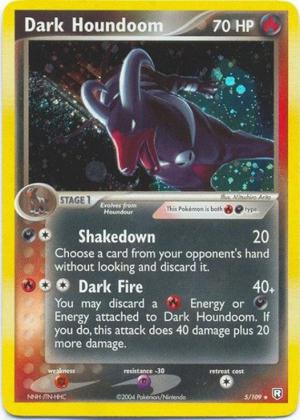 Dark Houndoom 70 HP
Illus. Mitsuhiro Arita
STAGE 1
Evolves from
Houndour
This Pokémon is both type.
Shakedown 20
Choose a card from your opponent's hand
without looking and discard it.
Dark Fire 40+
You may discard a Energy or
Energy attached to Dark Houndoom. If
you do, this attack does 40 damage plus 20
more damage.
weakness resistance -30 retreat cost
©2004 Pokémon/Nintendo 5/109 ★ R